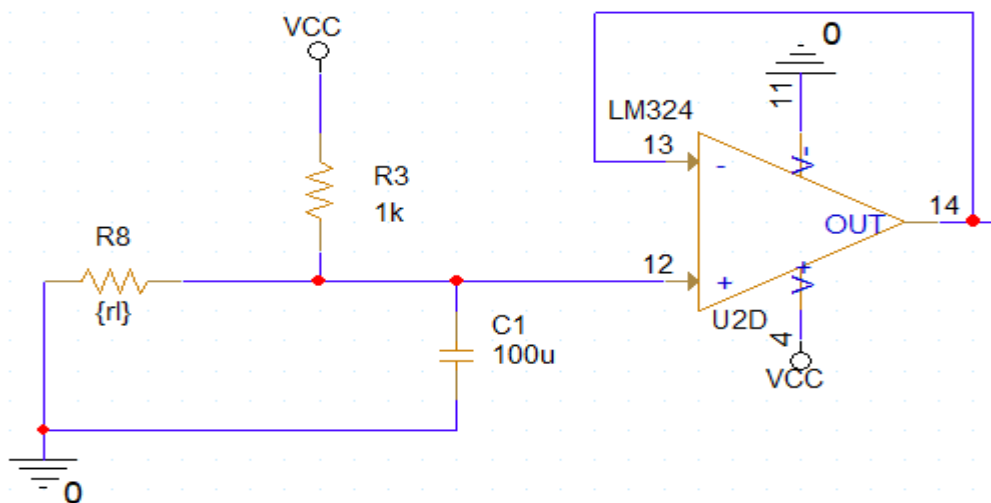 VCC
0
LM324
11
13
-
V-
R3
1k
R8
{rl}
OUT
14
12
+
V+
U2D
C1
100u
4
VCC
0